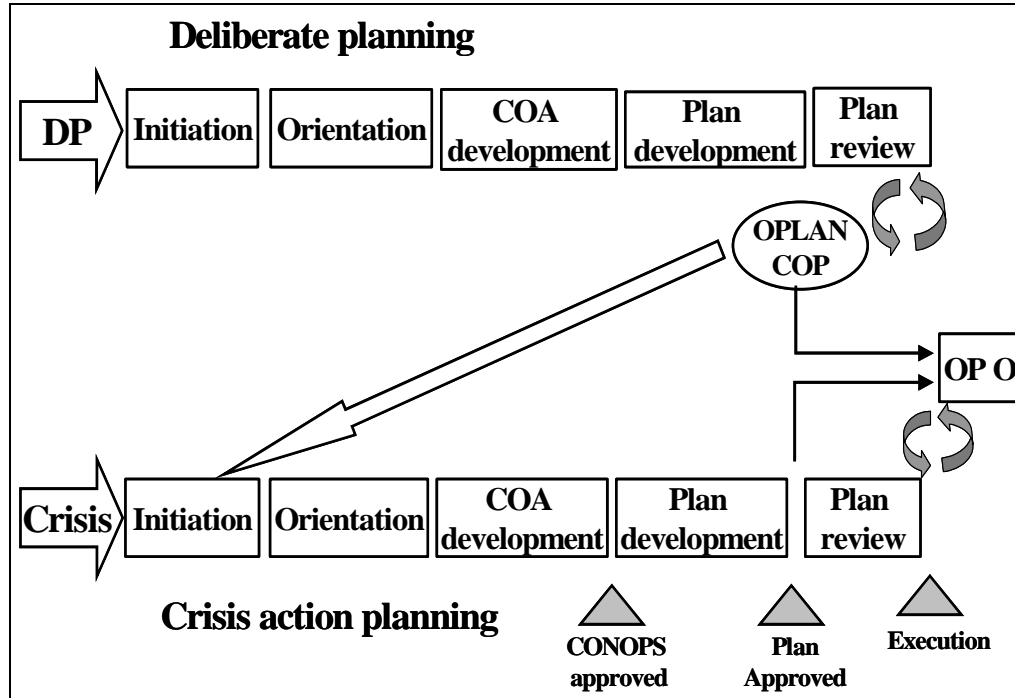 Deliberate planning
DP
Initiation
Orientation
COA
development
Plan
development
Plan
review
OPLAN
COP
OP O
Crisis
Initiation
Orientation
COA
development
Plan
development
Plan
review
Crisis action planning
CONOPS
approved
Plan
Approved
Execution